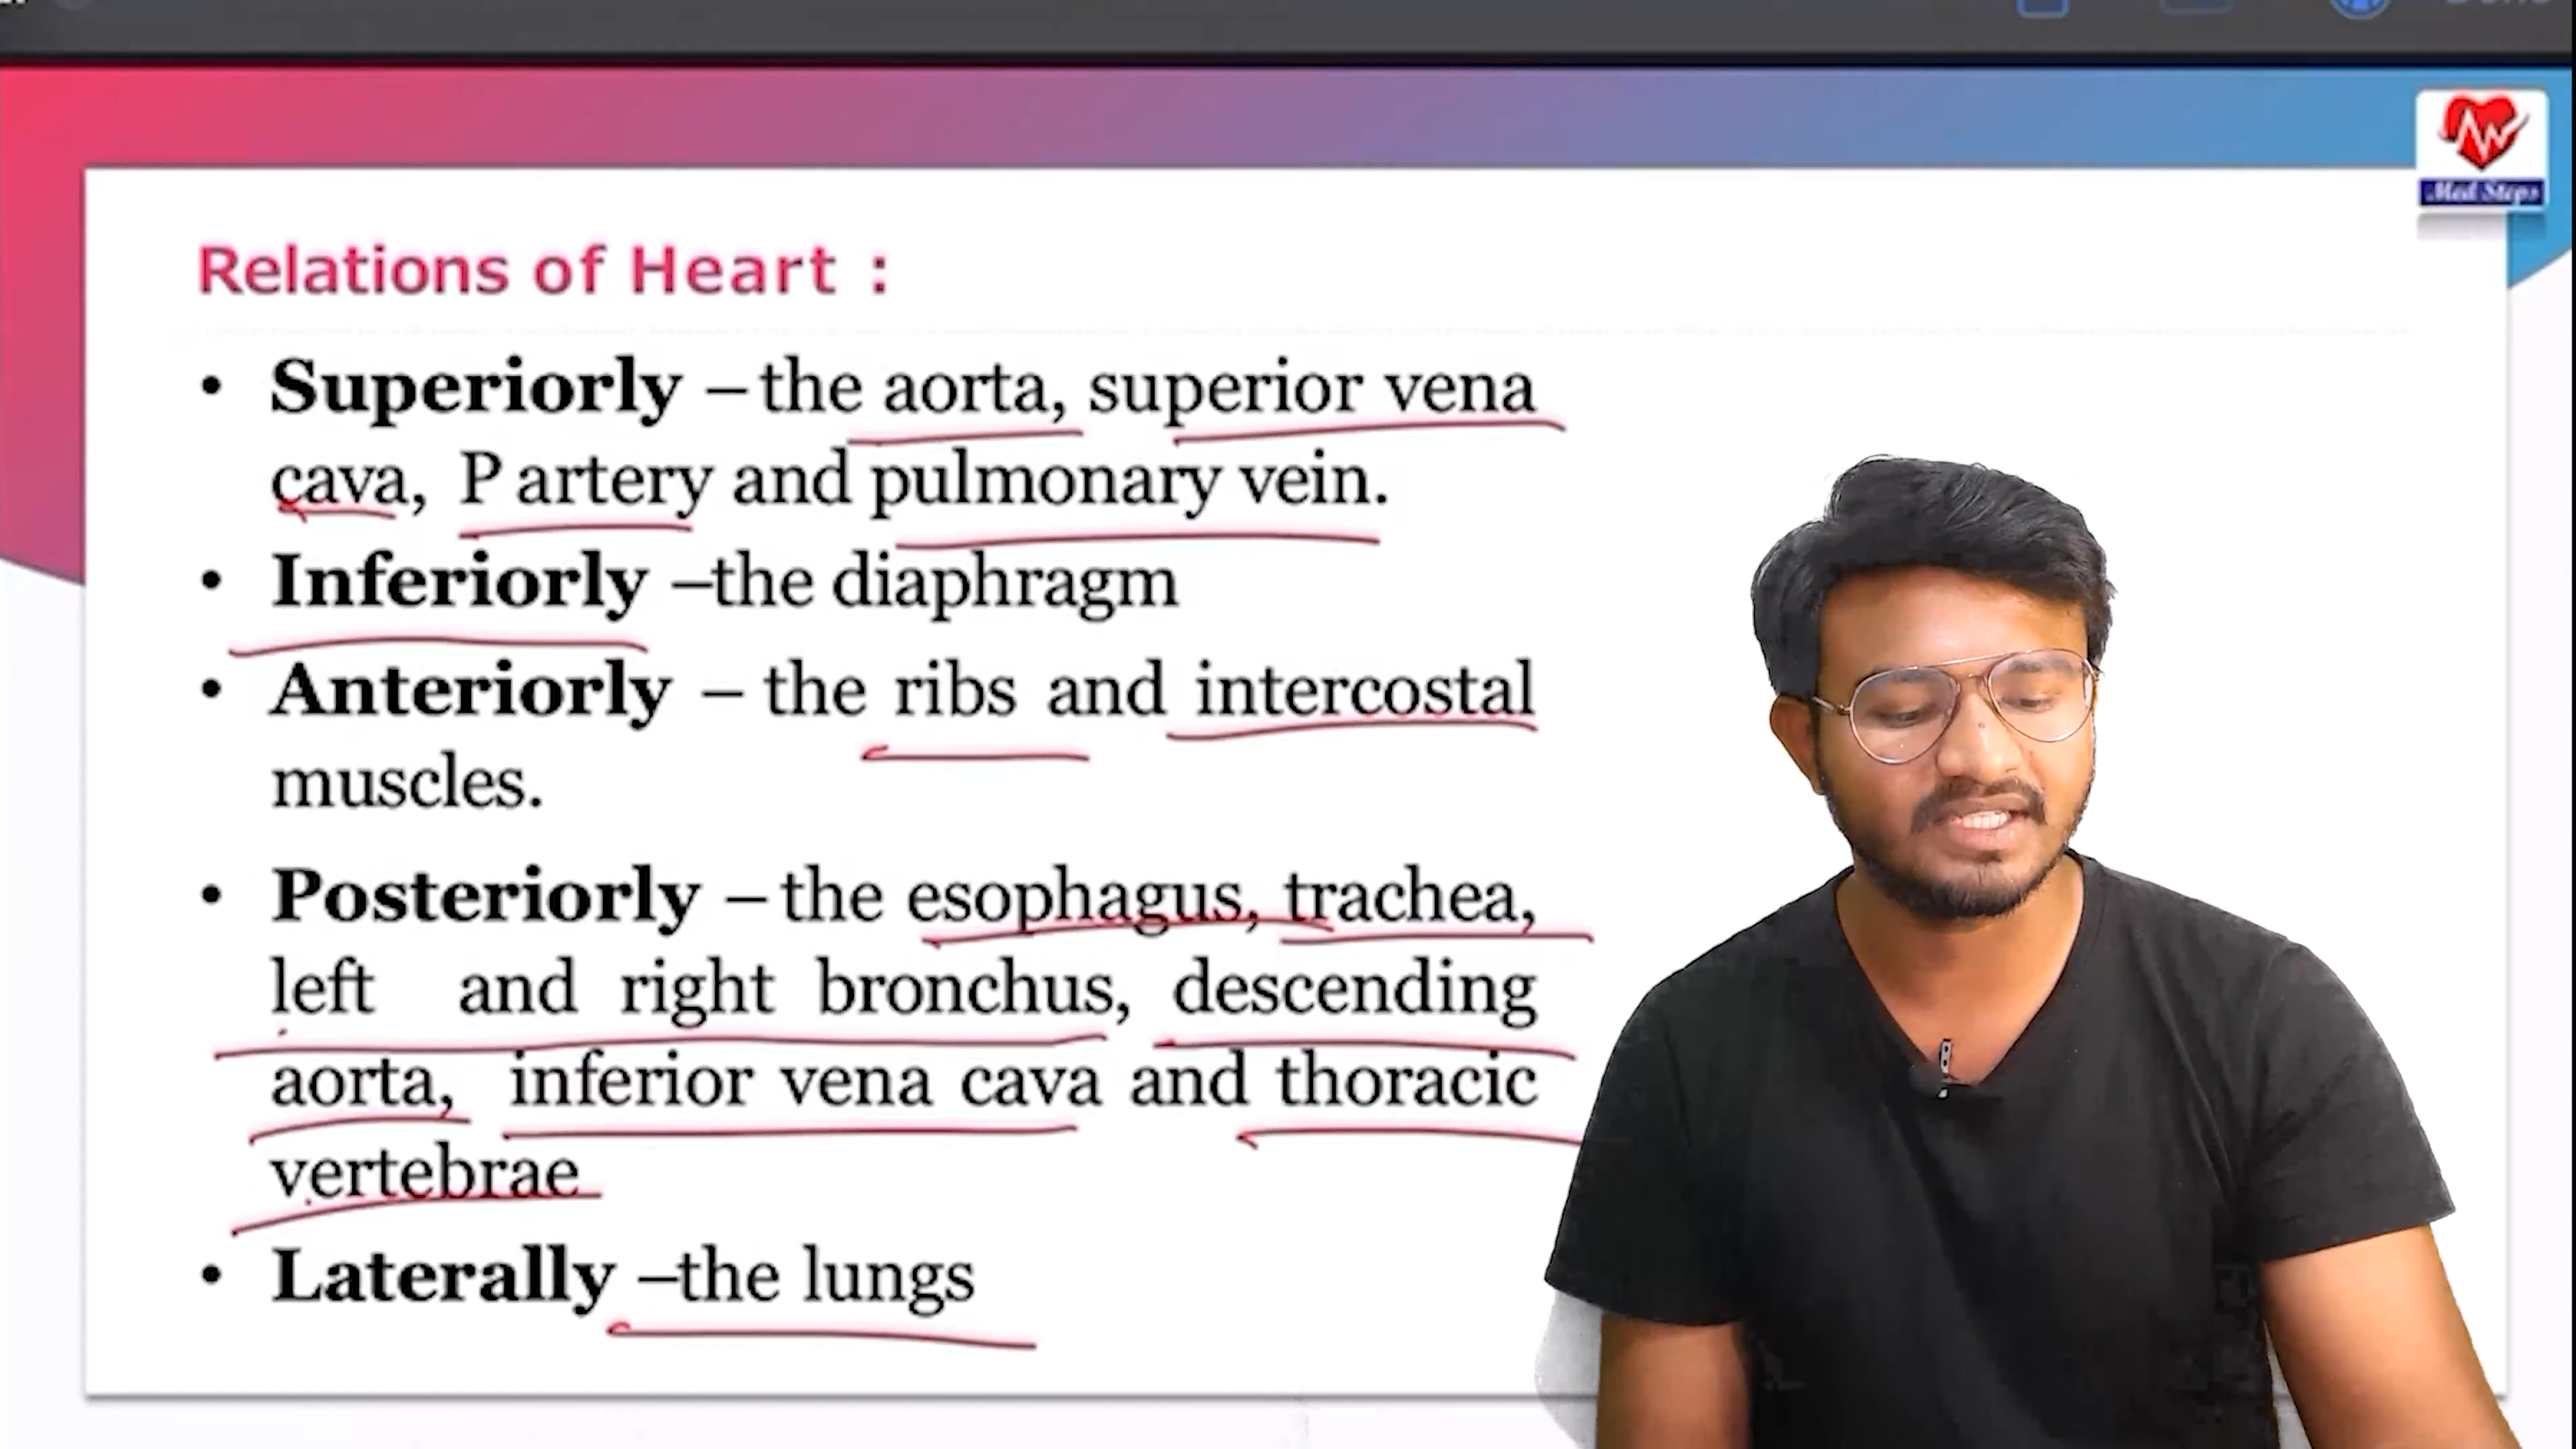 Med Steps
Relations of Heart :
• Superiorly – the aorta, superior vena
cava, P artery and pulmonary vein.
• Inferiorly –the diaphragm
• Anteriorly – the ribs and intercostal
muscles.
• Posteriorly – the esophagus, trachea,
left and right bronchus, descending
aorta, inferior vena cava and thoracic
vertebrae
• Laterally –the lungs